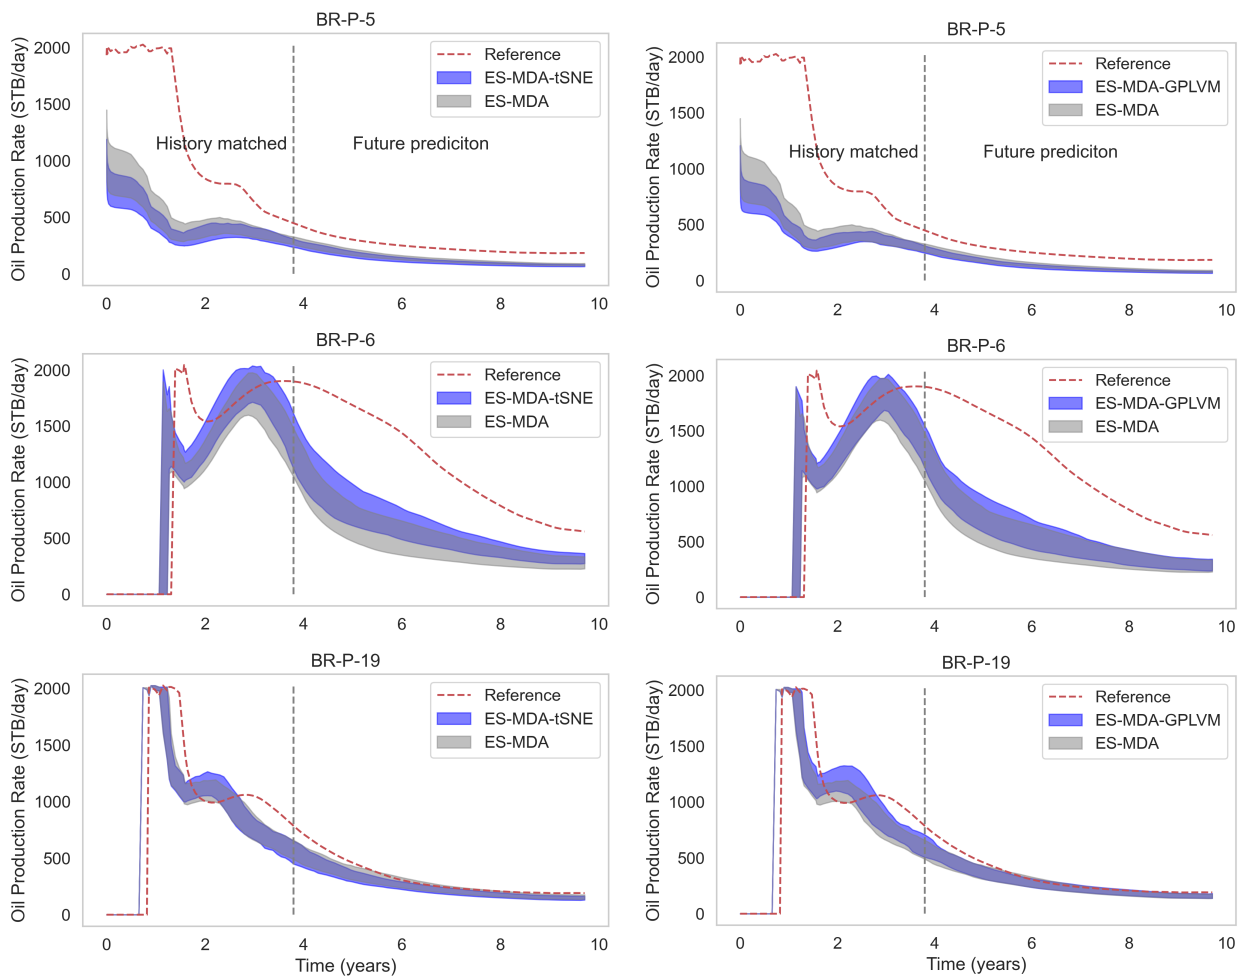 BR-P-5
Oil Production Rate (STB/day)
2000
1500
1000
500
0
0 2 4 6 8 10
Reference
ES-MDA-tSNE
ES-MDA
History matched
Future prediciton
BR-P-5
Oil Production Rate (STB/day)
2000
1500
1000
500
0
0 2 4 6 8 10
Reference
ES-MDA-GPLVM
ES-MDA
History matched
Future prediciton
BR-P-6
Oil Production Rate (STB/day)
2000
1500
1000
500
0
0 2 4 6 8 10
Reference
ES-MDA-tSNE
ES-MDA
BR-P-6
Oil Production Rate (STB/day)
2000
1500
1000
500
0
0 2 4 6 8 10
Reference
ES-MDA-GPLVM
ES-MDA
BR-P-19
Oil Production Rate (STB/day)
2000
1500
1000
500
0
0 2 4 6 8 10
Time (years)
Reference
ES-MDA-tSNE
ES-MDA
BR-P-19
Oil Production Rate (STB/day)
2000
1500
1000
500
0
0 2 4 6 8 10
Time (years)
Reference
ES-MDA-GPLVM
ES-MDA